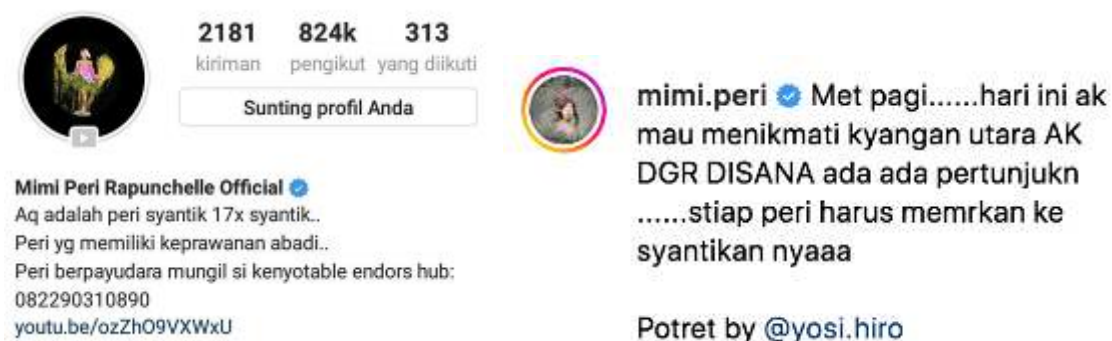 2181 824k 313
kiriman pengikut yang diikuti
Sunting profil Anda
Mimi Peri Rapunchelle Official
Aq adalah peri syantik 17x syantik..
Peri yg memiliki keprawanan abadi..
Peri berpayudara mungil si kenyotable endors hub:
082290310890
youtu.be/ozZhO9VXWxU
mimi.peri Met pagi......hari ini ak
mau menikmati kyangan utara AK
DGR DISANA ada ada pertunjukn
......stiap peri harus memrkan ke
syantikan nyaaa
Potret by @yosi.hiro